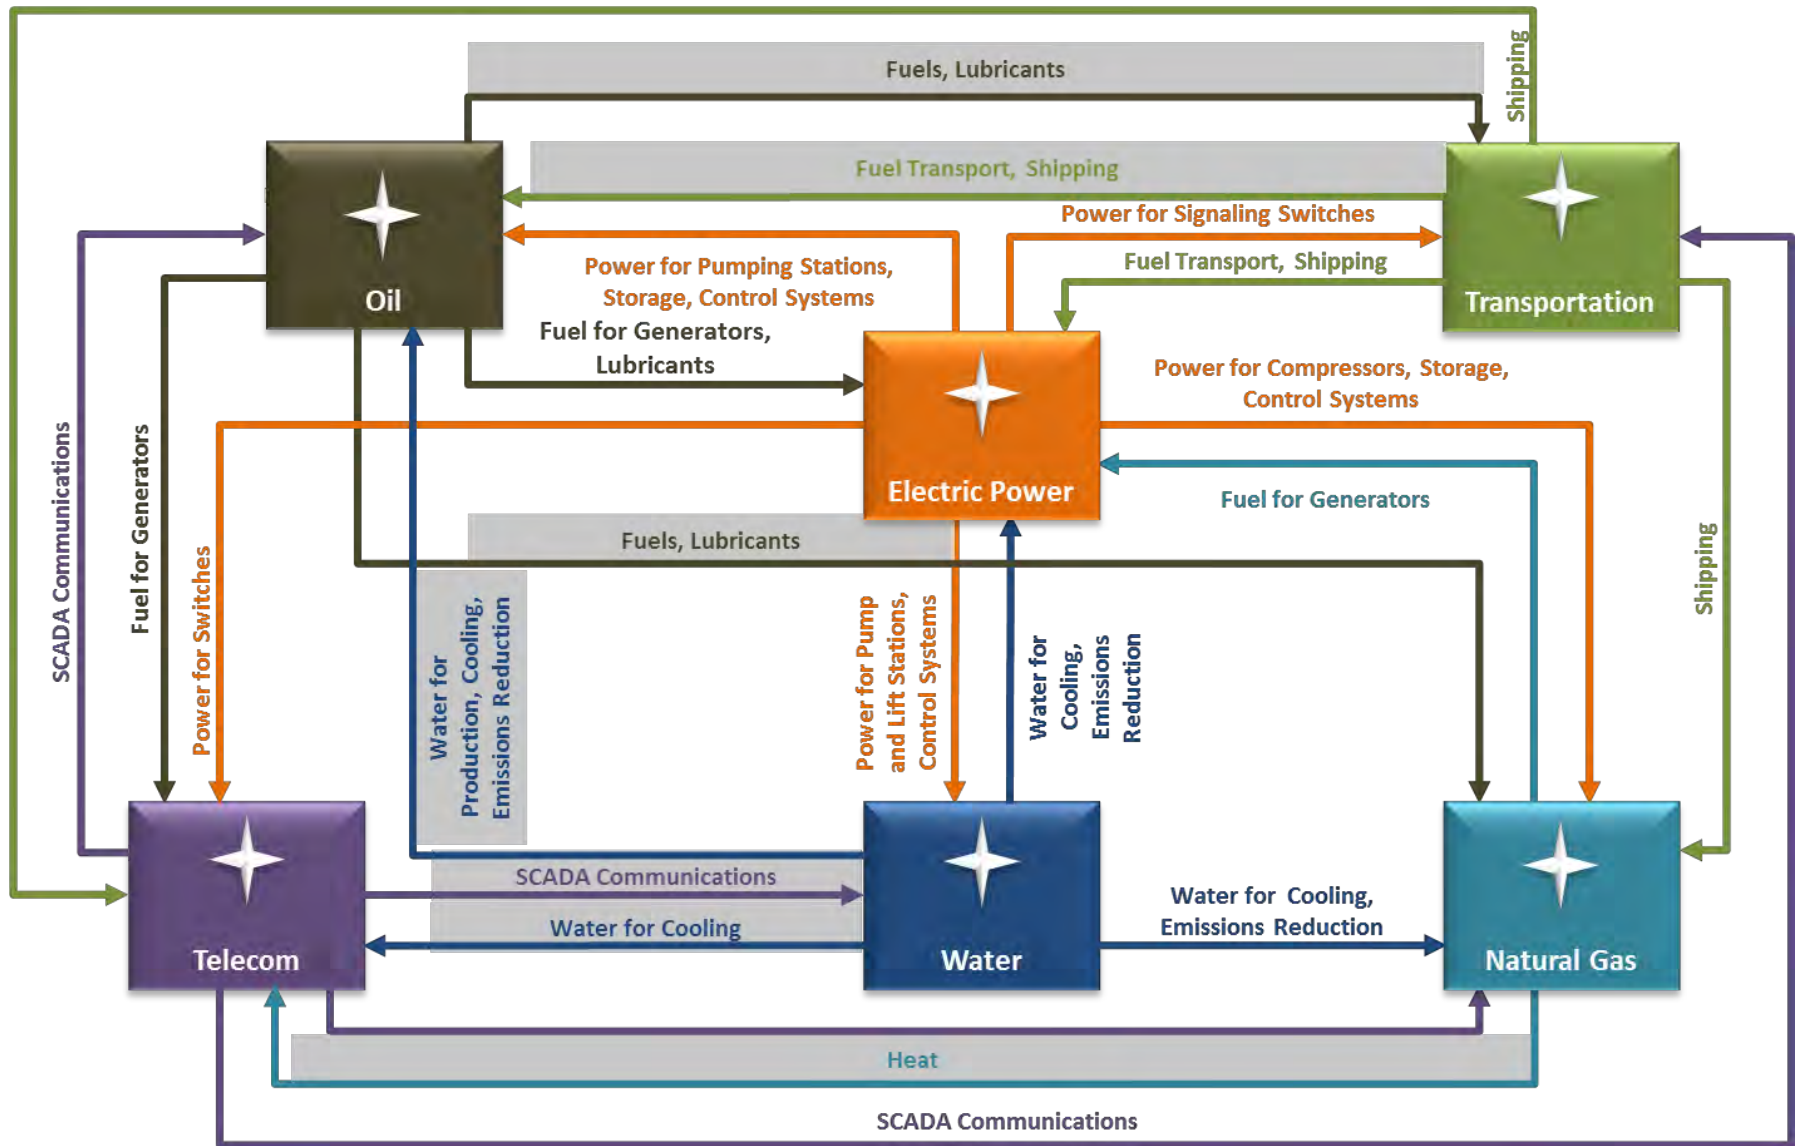 Shipping
Fuels, Lubricants
Fuel Transport, Shipping
Power for Signaling Switches
Fuel Transport, Shipping
Power for Pumping Stations,
Storage, Control Systems
Oil
Transportation
Fuel for Generators,
Lubricants
Power for Compressors, Storage,
Control Systems
Electric Power
Fuel for Generators
SCADA Communications
Fuel for Generators
Power for Switches
Fuels, Lubricants
Shipping
Water for
Production, Cooling,
Emissions Reduction
Power for Pump
and Lift Stations,
Control Systems
Water for
Cooling,
Emissions
Reduction
SCADA Communications
Water for Cooling
Water for Cooling,
Emissions Reduction
Telecom
Water
Natural Gas
Heat
SCADA Communications